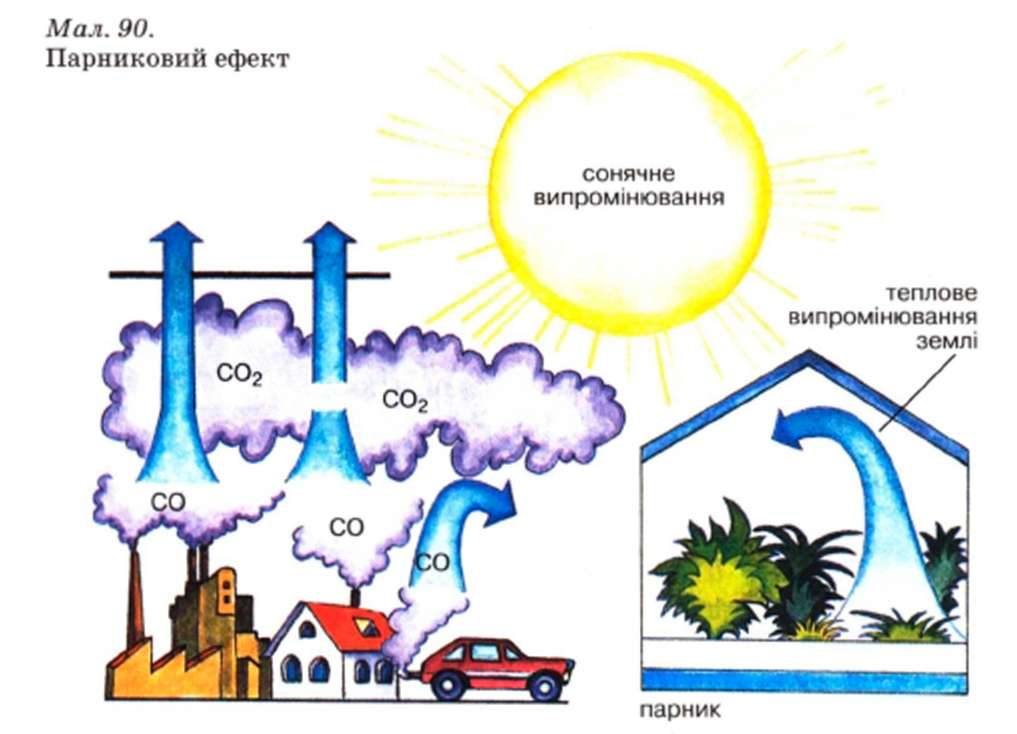 Мал. 90.
Парниковий ефект
сонячне
випромінювання
теплове
випромінювання
землі
CO₂
CO₂
CO
CO
CO
парник